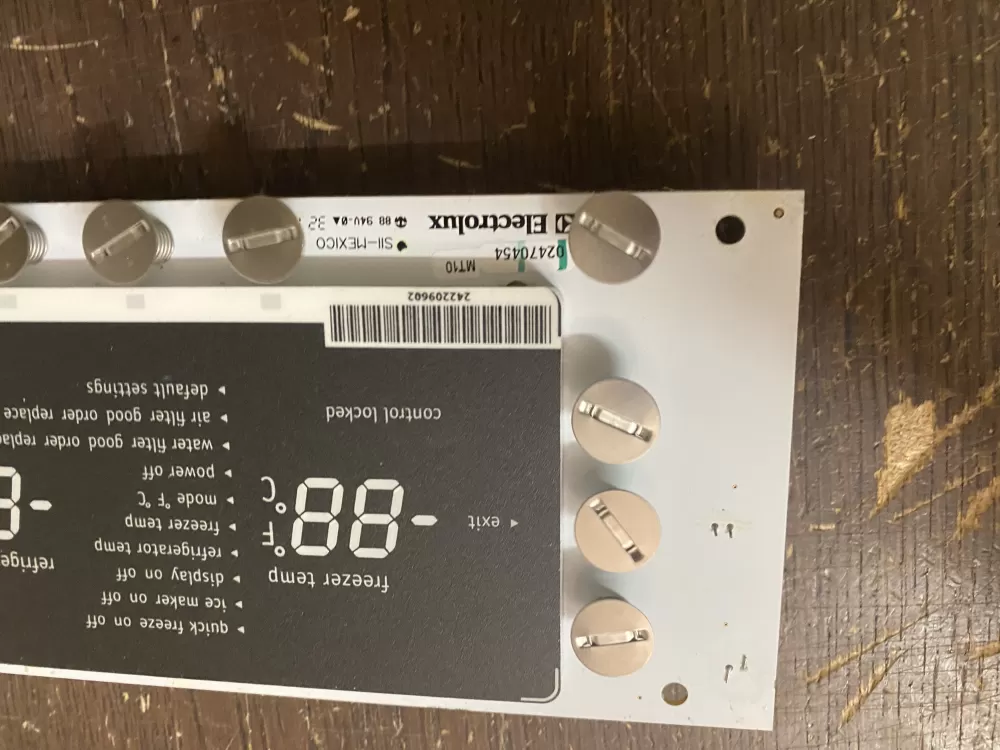 quick freeze on off
ice maker on off
display on off
refrigerator temp
freezer temp
mode °F °C
power off
water filter good order replac
air filter good order replace
default settings
freezer temp
-88 °F °C
exit
control locked
refrige
-8
242209602
MT10
02470454
SII-MEXICO
Electrolux
88 94V-0
32